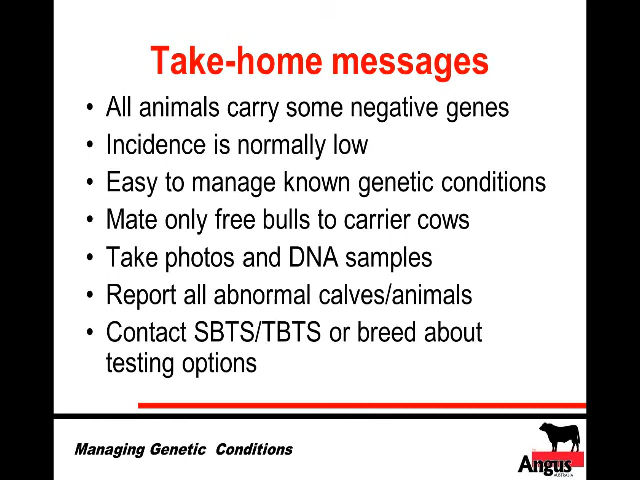 Take-home messages
• All animals carry some negative genes
• Incidence is normally low
• Easy to manage known genetic conditions
• Mate only free bulls to carrier cows
• Take photos and DNA samples
• Report all abnormal calves/animals
• Contact SBTS/TBTS or breed about
testing options
Managing Genetic Conditions
Angus
AUSTRALIA